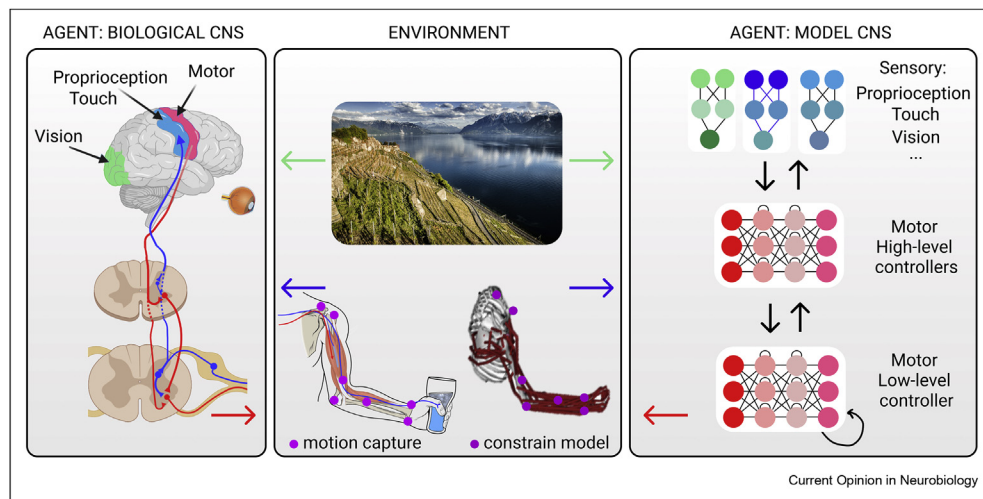 AGENT: BIOLOGICAL CNS
Proprioception
Touch
Motor
Vision
ENVIRONMENT
motion capture
constrain model
AGENT: MODEL CNS
Sensory:
Proprioception
Touch
Vision
...
Motor
High-level
controllers
Motor
Low-level
controller
Current Opinion in Neurobiology